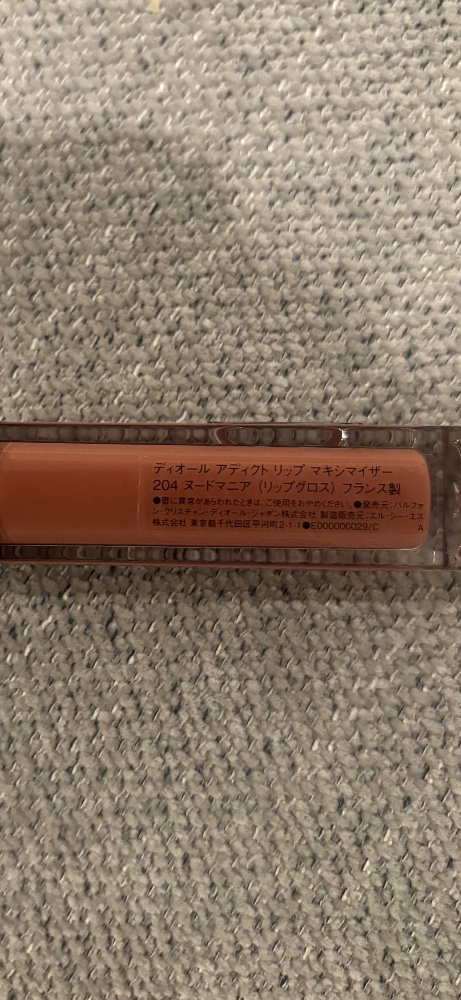 ディオール アディクト リップ マキシマイザー
204 ヌードマニア（リップグロス）フランス製
●唇に異常があらわれたときは、ご使用をおやめください。●発売元：パルファ
ン・クリスチャン・ディオール・ジャポン株式会社 製造販売元：エル・シー・エス
株式会社 東京都千代田区平河町2-1-1●E000000029/C A